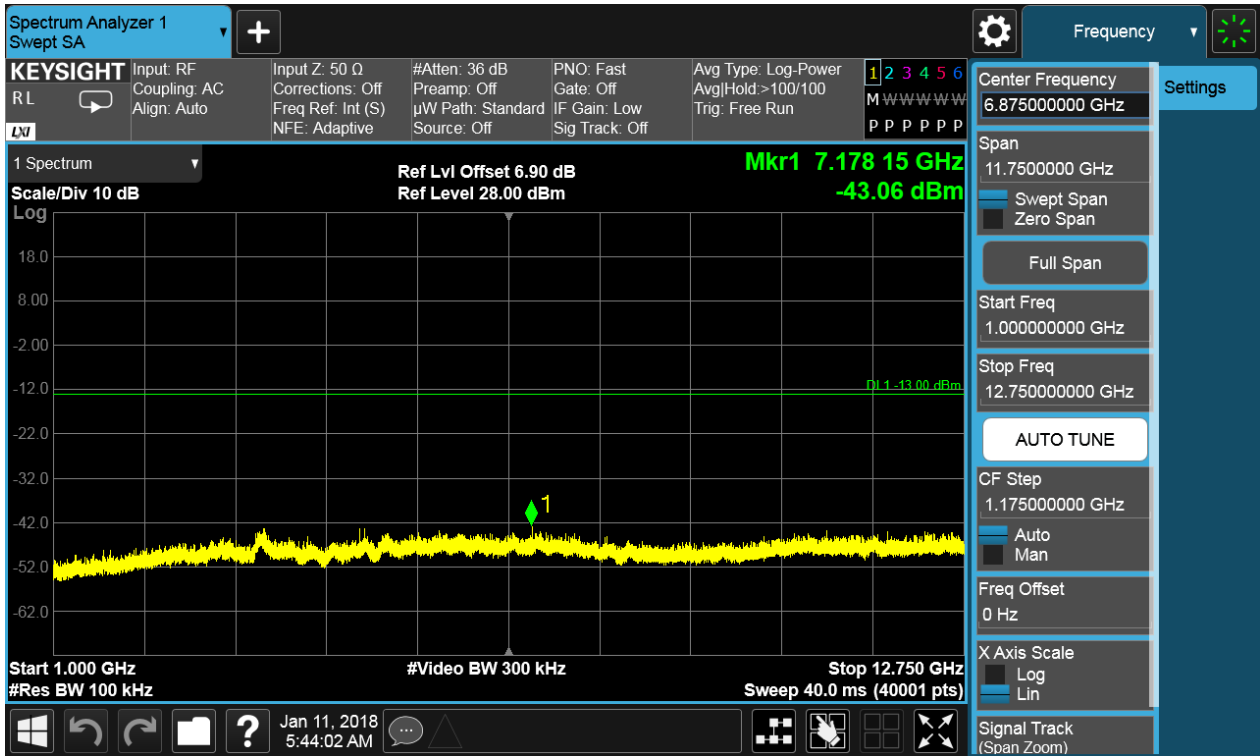 Spectrum Analyzer 1
Swept SA
+
Frequency
KEYSIGHT
R L
LXI
Input: RF
Coupling: AC
Align: Auto
Input Z: 50 Ω
Corrections: Off
Freq Ref: Int (S)
NFE: Adaptive
#Atten: 36 dB
Preamp: Off
µW Path: Standard
Source: Off
PNO: Fast
Gate: Off
IF Gain: Low
Sig Track: Off
Avg Type: Log-Power
Avg|Hold:>100/100
Trig: Free Run
1 2 3 4 5 6
M W W W W W
P P P P P P
1 Spectrum
Scale/Div 10 dB
Log
Ref Lvl Offset 6.90 dB
Ref Level 28.00 dBm
Mkr1 7.178 15 GHz
-43.06 dBm
18.0
8.00
-2.00
-12.0
-22.0
-32.0
-42.0
-52.0
-62.0
DL1 -13.00 dBm
1
Start 1.000 GHz
#Res BW 100 kHz
#Video BW 300 kHz
Stop 12.750 GHz
Sweep 40.0 ms (40001 pts)
Center Frequency
6.875000000 GHz
Span
11.7500000 GHz
Swept Span
Zero Span
Full Span
Start Freq
1.000000000 GHz
Stop Freq
12.750000000 GHz
AUTO TUNE
CF Step
1.175000000 GHz
Auto
Man
Freq Offset
0 Hz
X Axis Scale
Log
Lin
Signal Track
(Span Zoom)
Settings
?
Jan 11, 2018
5:44:02 AM